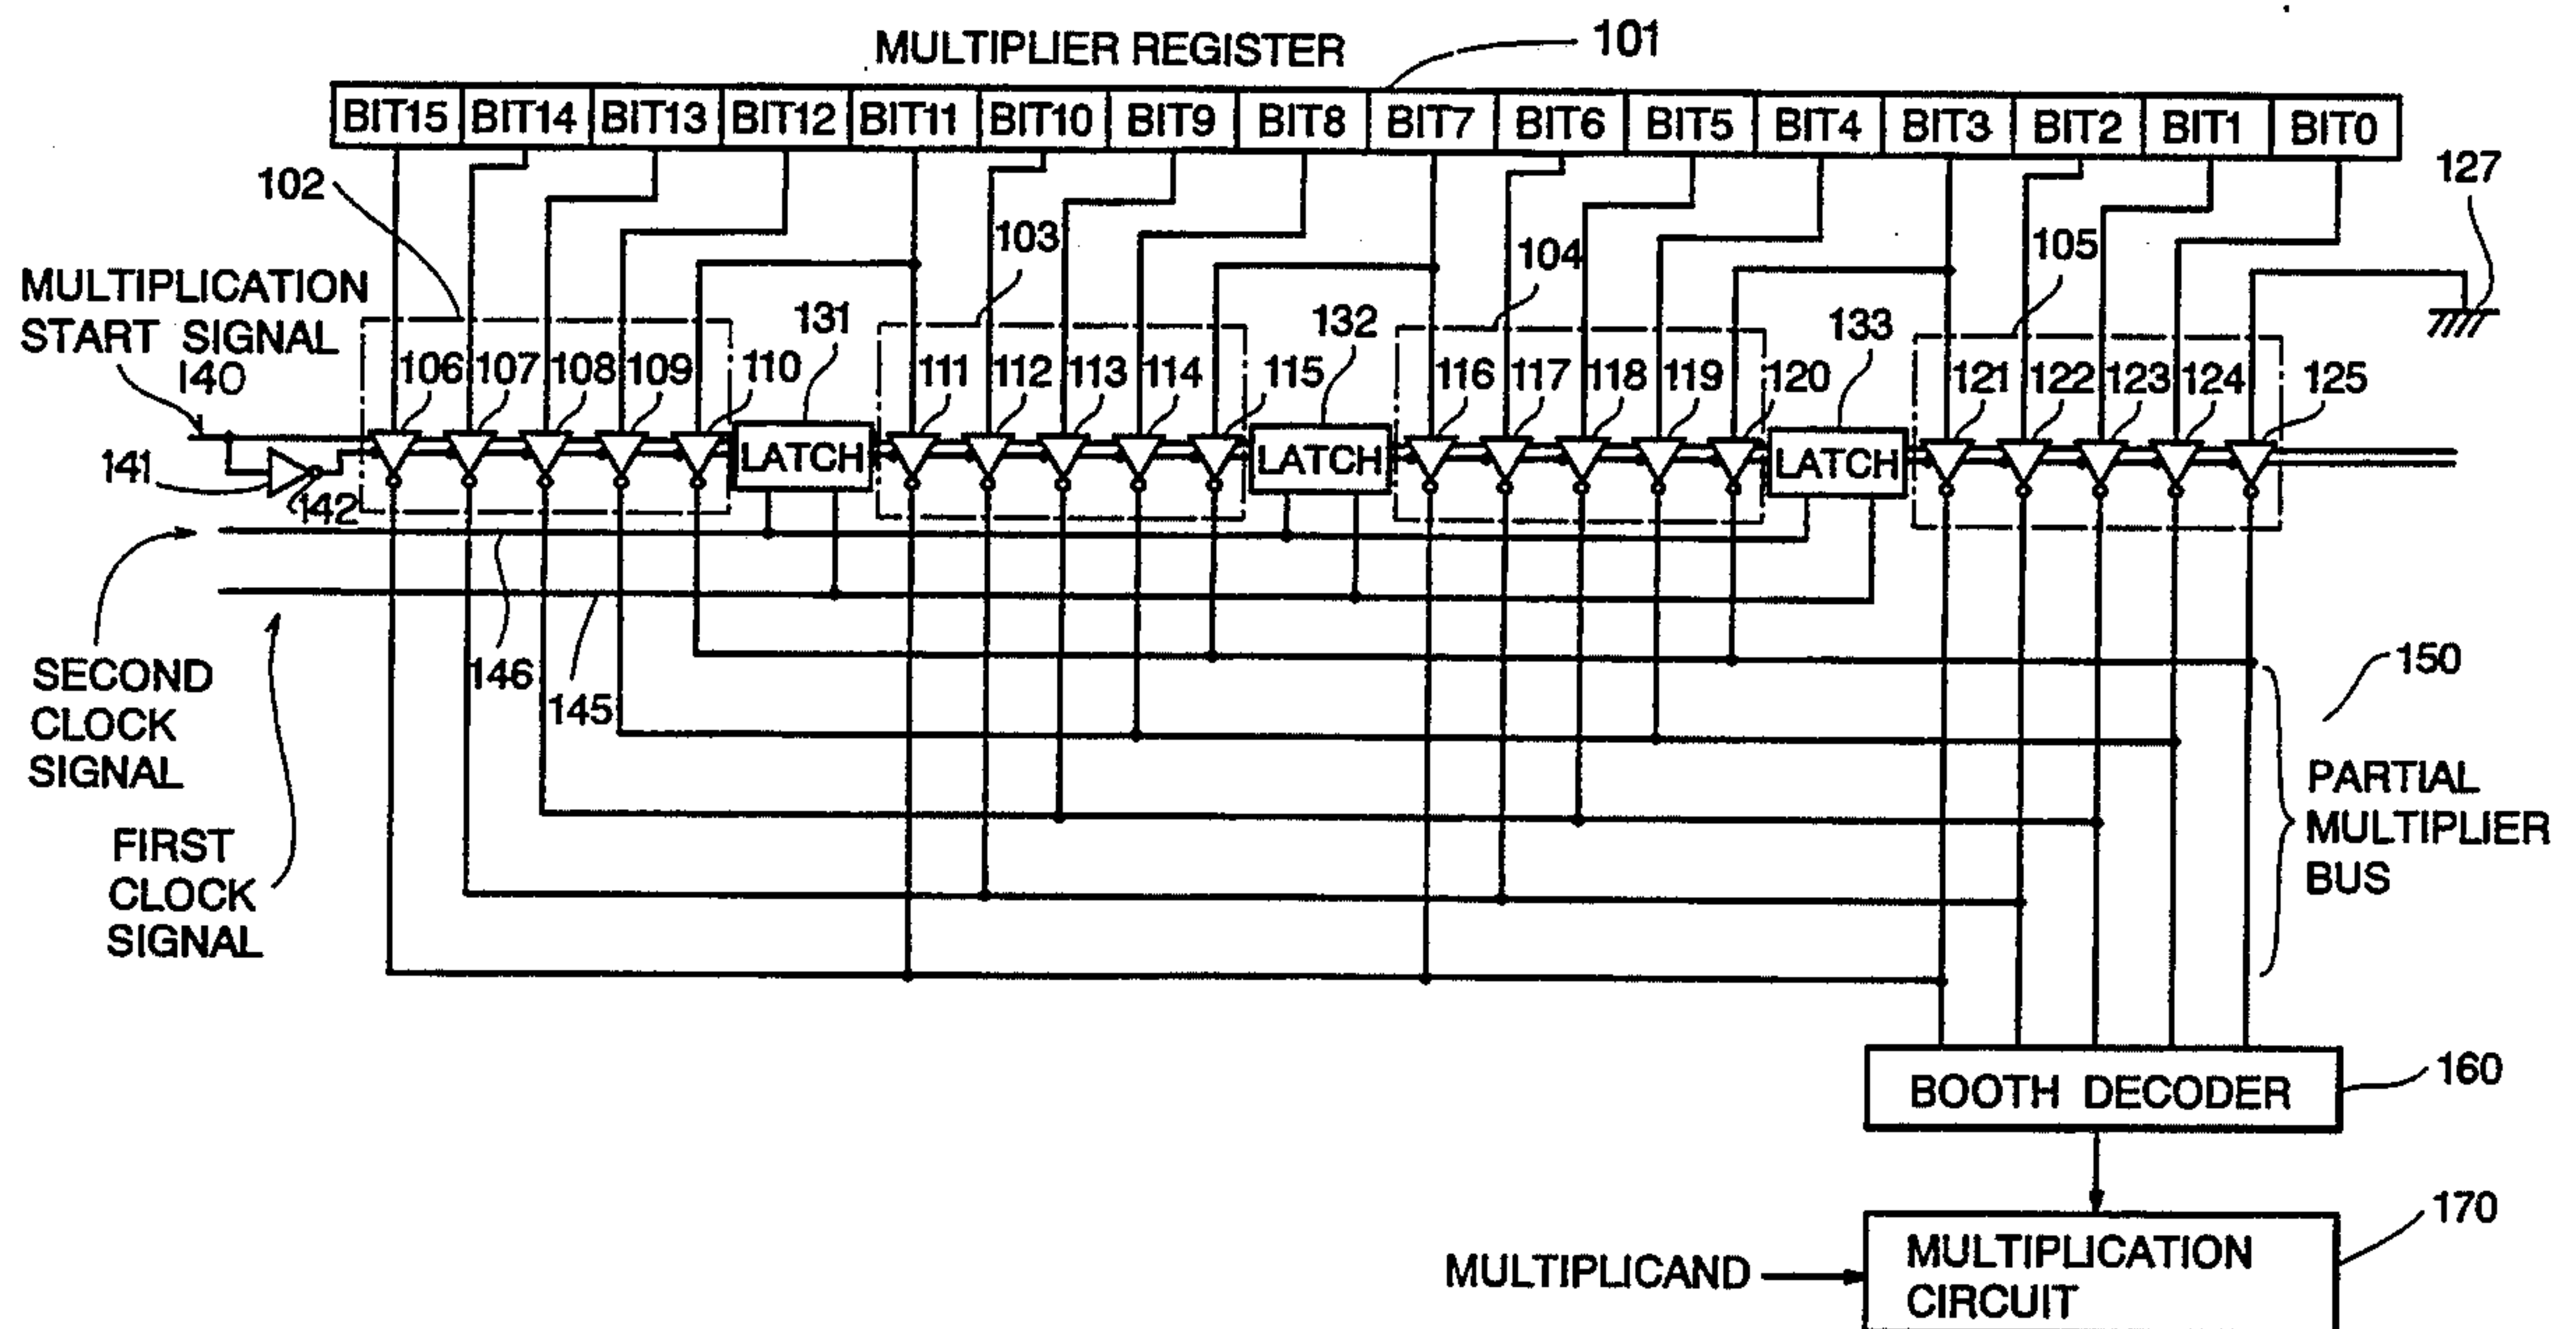 MULTIPLIER REGISTER
101
BIT15 BIT14 BIT13 BIT12 BIT11 BIT10 BIT9 BIT8 BIT7 BIT6 BIT5 BIT4 BIT3 BIT2 BIT1 BIT0
102
127
103
104
105
MULTIPLICATION
START SIGNAL
140
131
132
133
106 107 108 109 110 111 112 113 114 115 116 117 118 119 120 121 122 123 124 125
141
142
LATCH
LATCH
LATCH
146
145
SECOND
CLOCK
SIGNAL
FIRST
CLOCK
SIGNAL
150
PARTIAL
MULTIPLIER
BUS
BOOTH DECODER
160
MULTIPLICAND
MULTIPLICATION
CIRCUIT
170